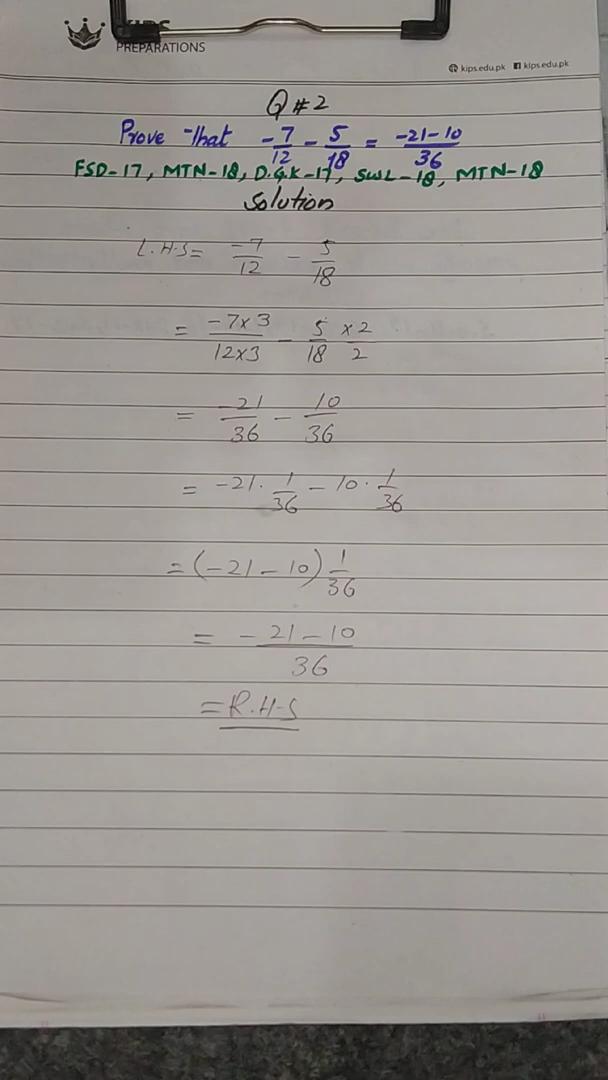 KIPS
PREPARATIONS
kips.edu.pk kips.edu.pk
Q #2
Prove That -7/12 - 5/18 = -21-10/36
FSD-17, MTN-18, D.G.K-17, SWL-18, MTN-18
Solution
L.H.S = -7/12 - 5/18
= -7×3/12×3 - 5/18 ×2/2
= -21/36 - 10/36
= -21. 1/36 - 10. 1/36
= (-21-10) 1/36
= -21-10/36
= R.H.S